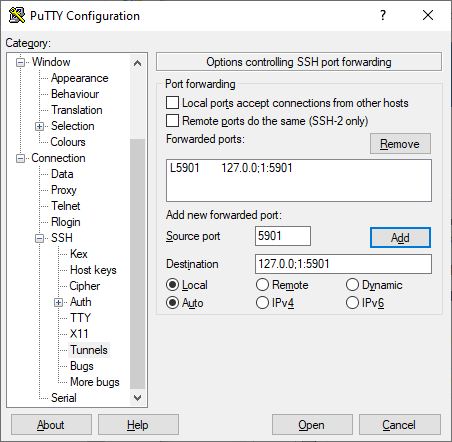 PuTTY Configuration
?
Category:
Window
Appearance
Behaviour
Translation
Selection
Colours
Connection
Data
Proxy
Telnet
Rlogin
SSH
Kex
Host keys
Cipher
Auth
TTY
X11
Tunnels
Bugs
More bugs
Serial
Options controlling SSH port forwarding
Port forwarding
Local ports accept connections from other hosts
Remote ports do the same (SSH-2 only)
Forwarded ports:
Remove
L5901 127.0.0;1:5901
Add new forwarded port:
Source port 5901 Add
Destination 127.0.0;1:5901
Local Remote Dynamic
Auto IPv4 IPv6
About Help Open Cancel